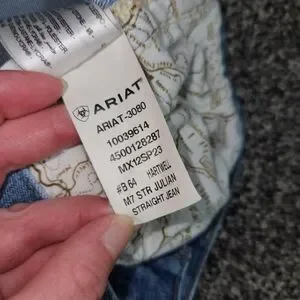 ARIAT
ARIAT-3080
10039614
4500128287
MX12SP23
#B 64 HARTWELL
M7 STR JULIAN
STRAIGHT JEAN